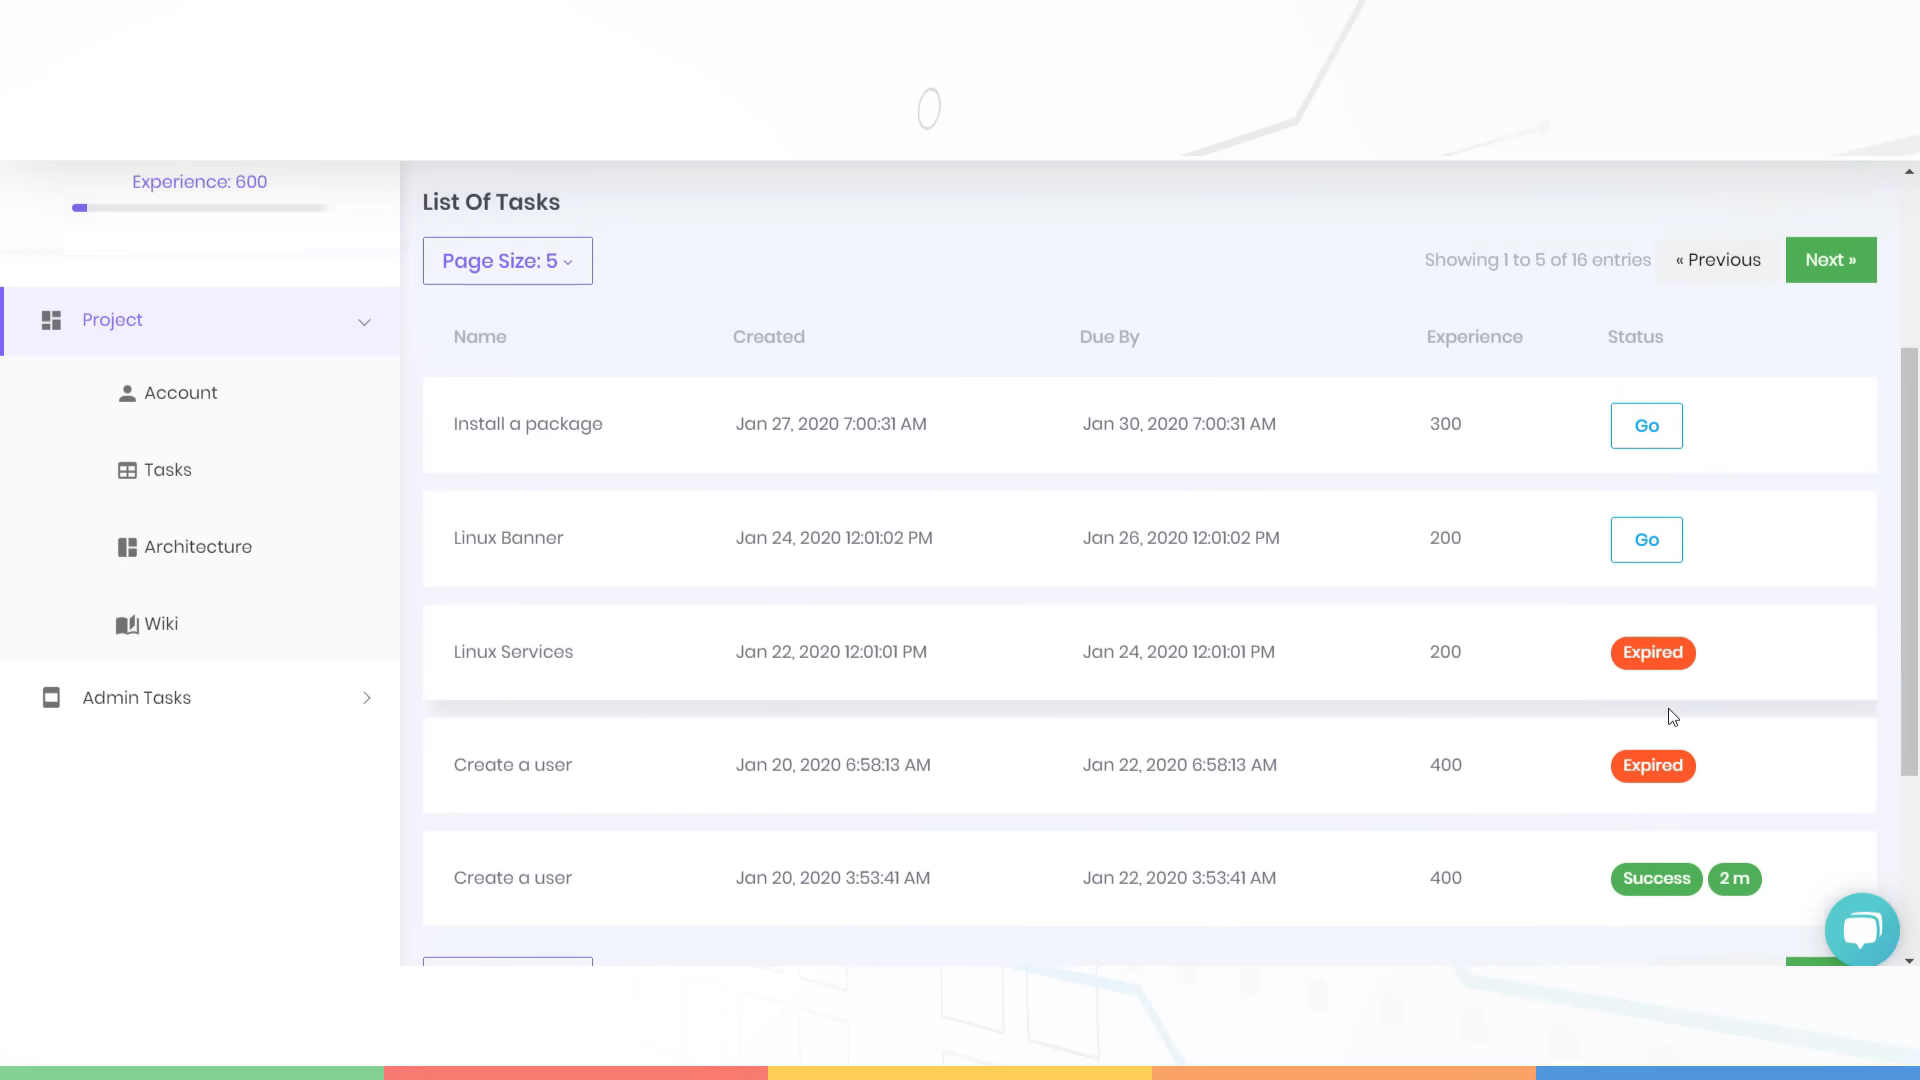 Experience: 600
List Of Tasks
Page Size: 5
Showing 1 to 5 of 16 entries « Previous Next »
Project
Name Created Due By Experience Status
Account
Install a package Jan 27, 2020 7:00:31 AM Jan 30, 2020 7:00:31 AM 300 Go
Tasks
Linux Banner Jan 24, 2020 12:01:02 PM Jan 26, 2020 12:01:02 PM 200 Go
Architecture
Wiki
Linux Services Jan 22, 2020 12:01:01 PM Jan 24, 2020 12:01:01 PM 200 Expired
Admin Tasks
Create a user Jan 20, 2020 6:58:13 AM Jan 22, 2020 6:58:13 AM 400 Expired
Create a user Jan 20, 2020 3:53:41 AM Jan 22, 2020 3:53:41 AM 400 Success 2 m